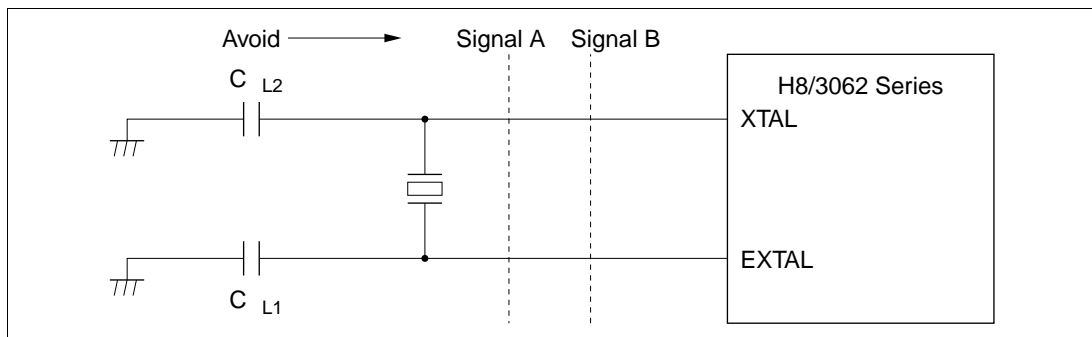 Avoid Signal A Signal B
C L2
H8/3062 Series
XTAL
EXTAL
C L1